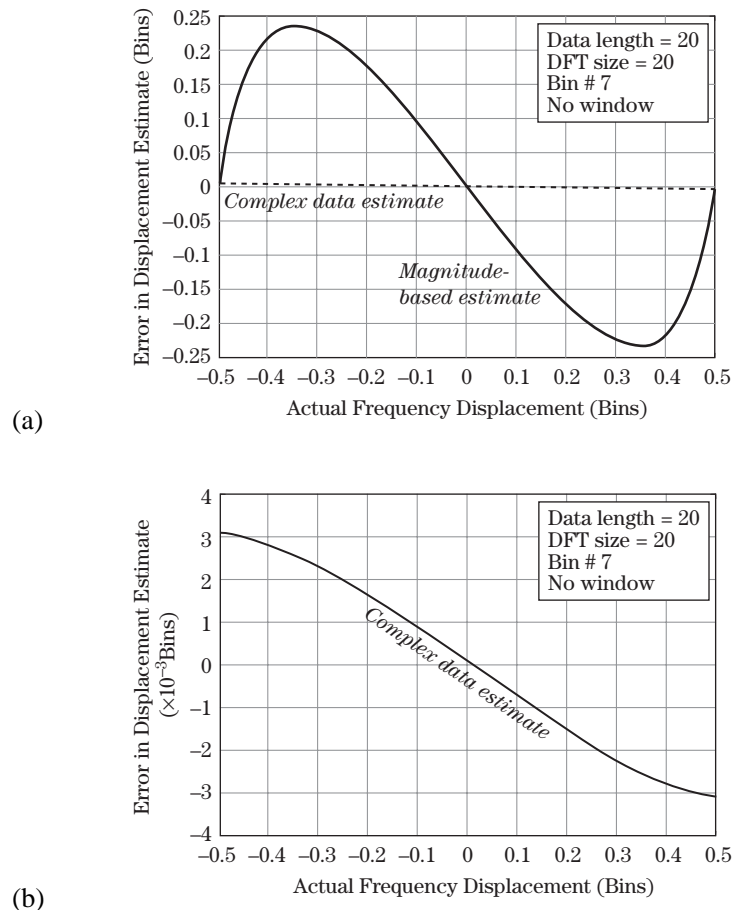 Error in Displacement Estimate (Bins)
0.25
0.2
0.15
0.1
0.05
0
−0.05
−0.1
−0.15
−0.2
−0.25
Data length = 20
DFT size = 20
Bin # 7
No window
Complex data estimate
Magnitude-
based estimate
−0.5 −0.4 −0.3 −0.2 −0.1 0 0.1 0.2 0.3 0.4 0.5
Actual Frequency Displacement (Bins)
(a)
Error in Displacement Estimate
(×10−3Bins)
4
3
2
1
0
−1
−2
−3
−4
Data length = 20
DFT size = 20
Bin # 7
No window
Complex data estimate
−0.5 −0.4 −0.3 −0.2 −0.1 0 0.1 0.2 0.3 0.4 0.5
Actual Frequency Displacement (Bins)
(b)